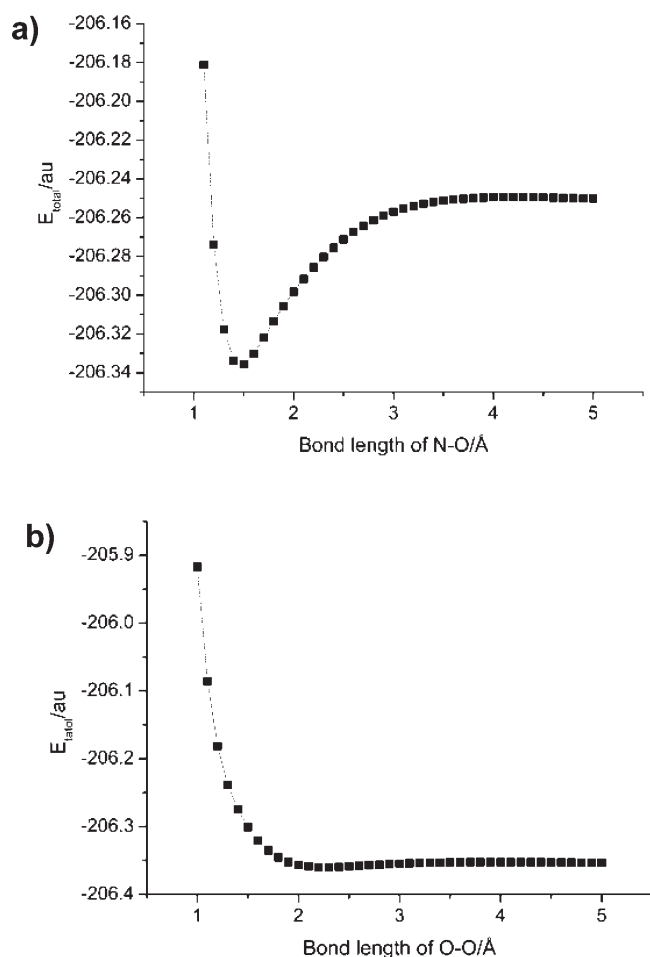 a)
-206.16
-206.18
-206.20
-206.22
-206.24
-206.26
-206.28
-206.30
-206.32
-206.34
E_total/au
1 2 3 4 5
Bond length of N-O/Å
b)
-205.9
-206.0
-206.1
-206.2
-206.3
-206.4
E_tatol/au
1 2 3 4 5
Bond length of O-O/Å